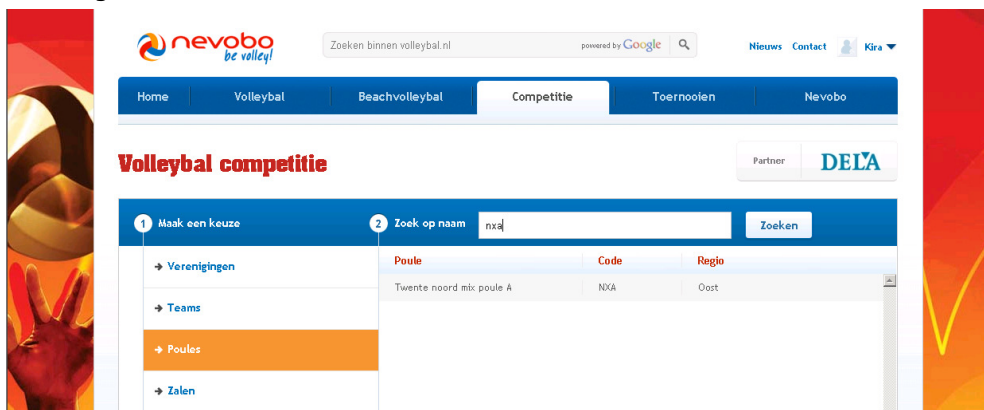 nevobo
be volley!
Zoeken binnen volleybal.nl powered by Google
Nieuws Contact Kira
Home Volleybal Beachvolleybal Competitie Toernooien Nevobo
Volleybal competitie
Partner DELA
1 Maak een keuze
2 Zoek op naam nxa Zoeken
Verenigingen
Teams
Poules
Zalen
Poule Code Regio
Twente noord mix poule A NXA Oost